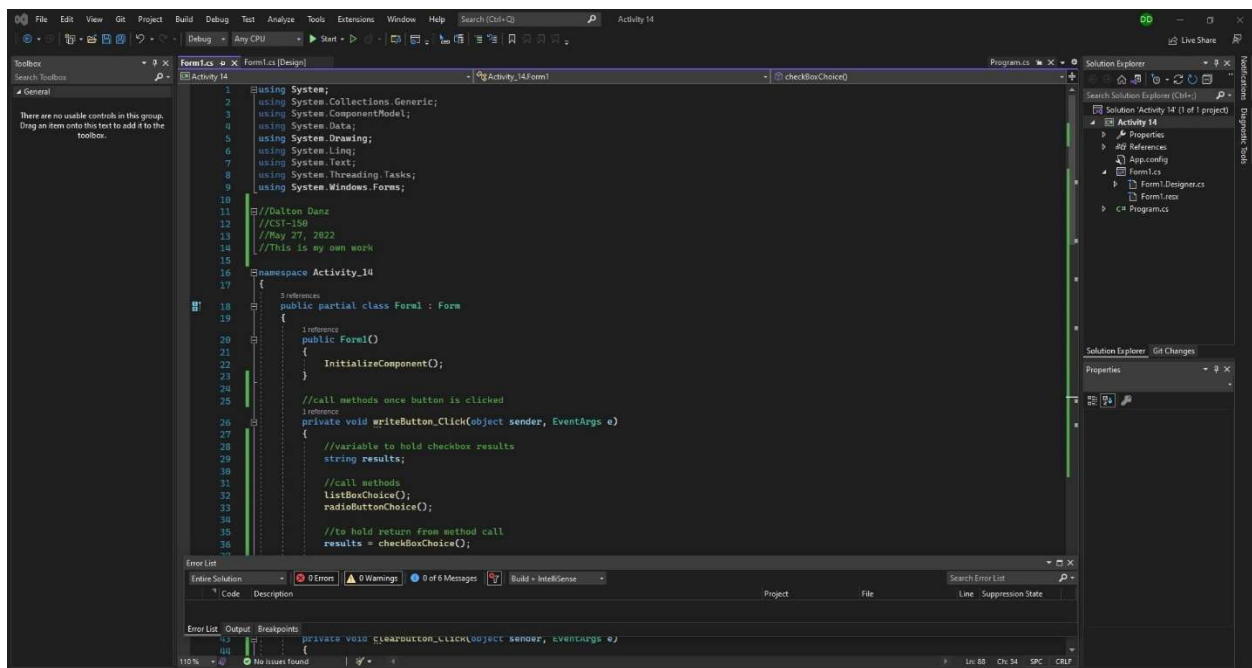 File Edit View Git Project Build Debug Test Analyze Tools Extensions Window Help Search (Ctrl+Q) Activity 14 DD
Debug Any CPU Start Live Share
Toolbox
Search Toolbox
General
There are no usable controls in this group.
Drag an item onto this text to add it to the
toolbox.
Form1.cs Form1.cs [Design] Program.cs
Activity 14 Activity_14.Form1 checkBoxChoice()
1 using System;
2 using System.Collections.Generic;
3 using System.ComponentModel;
4 using System.Data;
5 using System.Drawing;
6 using System.Linq;
7 using System.Text;
8 using System.Threading.Tasks;
9 using System.Windows.Forms;
10
11 //Dalton Danz
12 //CST-150
13 //May 27, 2022
14 //This is my own work
15
16 namespace Activity_14
17 {
3 references
18 public partial class Form1 : Form
19 {
1 reference
20 public Form1()
21 {
22 InitializeComponent();
23 }
24
25 //call methods once button is clicked
1 reference
26 private void writeButton_Click(object sender, EventArgs e)
27 {
28 //variable to hold checkbox results
29 string results;
30
31 //call methods
32 listBoxChoice();
33 radioButtonChoice();
34
35 //to hold return from method call
36 results = checkBoxChoice();
Error List
Entire Solution 0 Errors 0 Warnings 0 of 6 Messages Build + IntelliSense Search Error List
Code Description Project File Line Suppression State
Error List Output Breakpoints
43 private void clearButton_Click(object sender, EventArgs e)
44 {
110 % No issues found Ln: 88 Ch: 34 SPC CRLF
Solution Explorer
Search Solution Explorer (Ctrl+;)
Solution 'Activity 14' (1 of 1 project)
Activity 14
Properties
References
App.config
Form1.cs
Form1.Designer.cs
Form1.resx
C# Program.cs
Solution Explorer Git Changes
Properties
Notifications
Diagnostic Tools